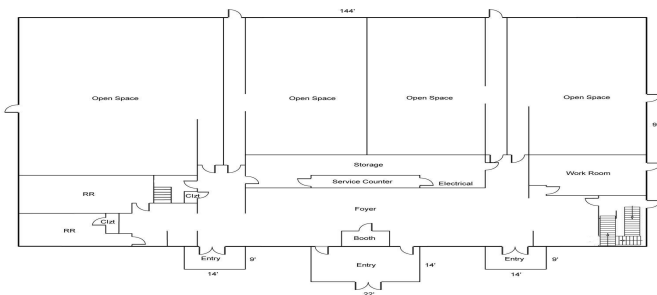 144'
Open Space
Open Space
Open Space
Open Space
Storage
Work Room
Service Counter
Electrical
RR
Clzt
Foyer
Clzt
RR
Booth
Entry
9'
Entry
14'
Entry
9'
14'
14'